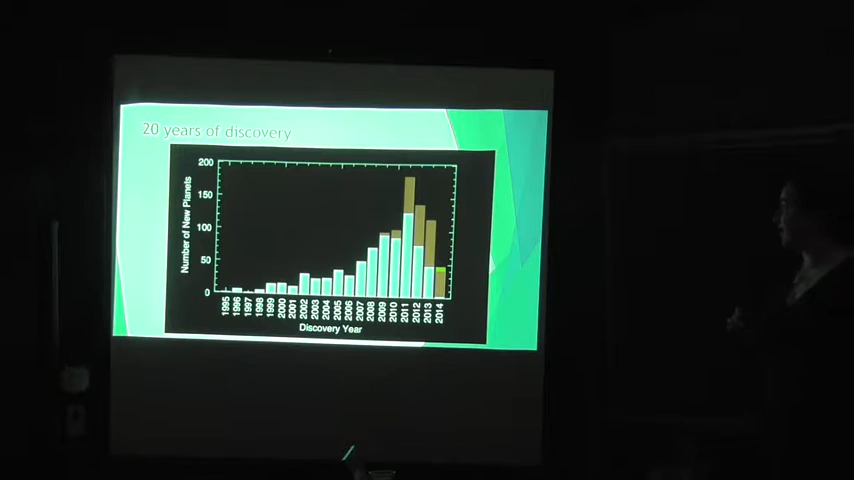 20 years of discovery
200
150
100
50
0
Number of New Planets
1995 1996 1997 1998 1999 2000 2001 2002 2003 2004 2005 2006 2007 2008 2009 2010 2011 2012 2013 2014
Discovery Year